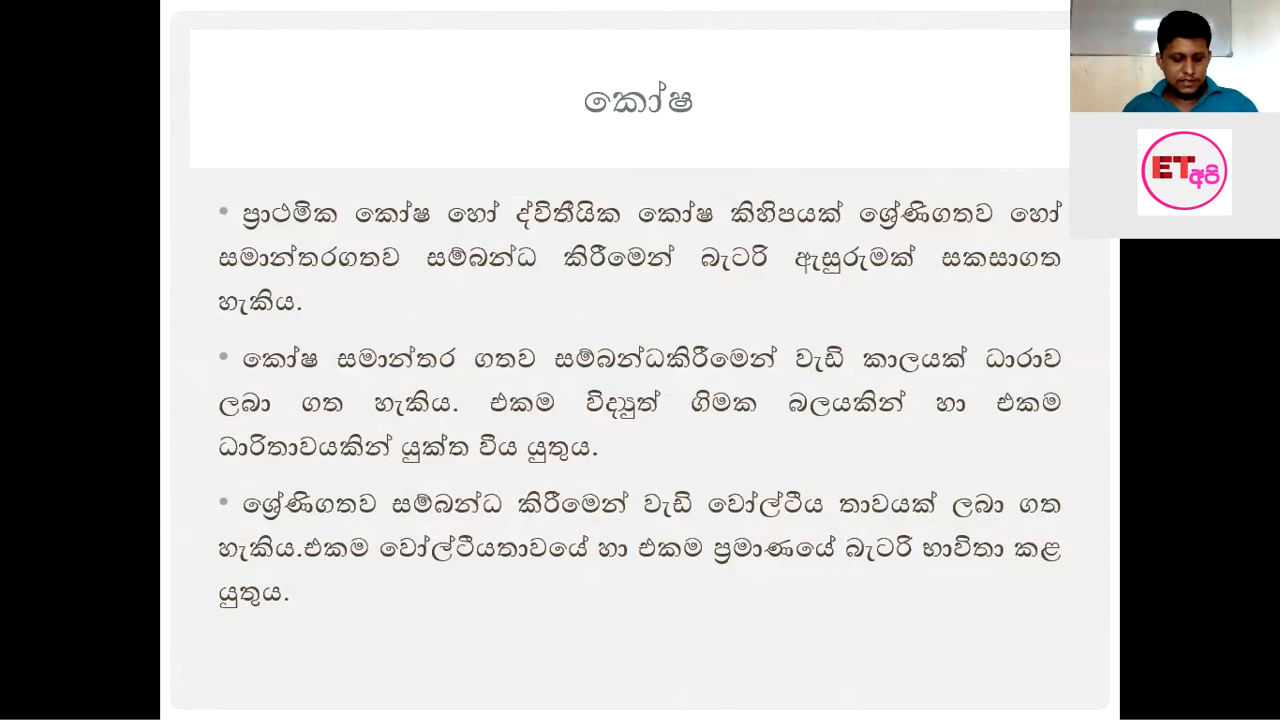 කෝෂ
ET
අපි
• ප්‍රාථමික කෝෂ හෝ ද්විතීයික කෝෂ කිහිපයක් ශ්‍රේණිගතව හෝ
සමාන්තරගතව සම්බන්ධ කිරීමෙන් බැටරි ඇසුරුමක් සකසාගත
හැකිය.
• කෝෂ සමාන්තර ගතව සම්බන්ධකිරීමෙන් වැඩි කාලයක් ධාරාව
ලබා ගත හැකිය. එකම විද්‍යුත් ගිමක බලයකින් හා එකම
ධාරිතාවයකින් යුක්ත විය යුතුය.
• ශ්‍රේණිගතව සම්බන්ධ කිරීමෙන් වැඩි වෝල්ටීය තාවයක් ලබා ගත
හැකිය.එකම වෝල්ටීයතාවයේ හා එකම ප්‍රමාණයේ බැටරි භාවිතා කළ
යුතුය.